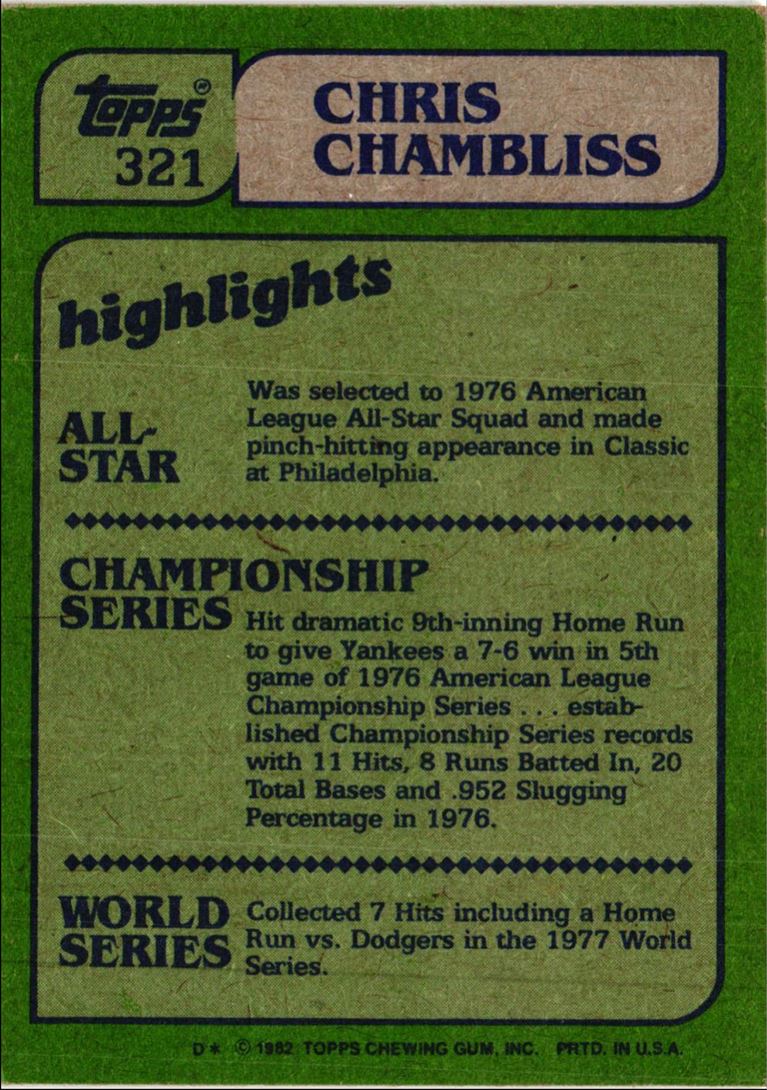 topps®
321
CHRIS
CHAMBLISS
highlights
ALL-
STAR
Was selected to 1976 American
League All-Star Squad and made
pinch-hitting appearance in Classic
at Philadelphia.
CHAMPIONSHIP
SERIES
Hit dramatic 9th-inning Home Run
to give Yankees a 7-6 win in 5th
game of 1976 American League
Championship Series . . . estab-
lished Championship Series records
with 11 Hits, 8 Runs Batted In, 20
Total Bases and .952 Slugging
Percentage in 1976.
WORLD
SERIES
Collected 7 Hits including a Home
Run vs. Dodgers in the 1977 World
Series.
D* © 1982 TOPPS CHEWING GUM, INC. PRTD. IN U.S.A.